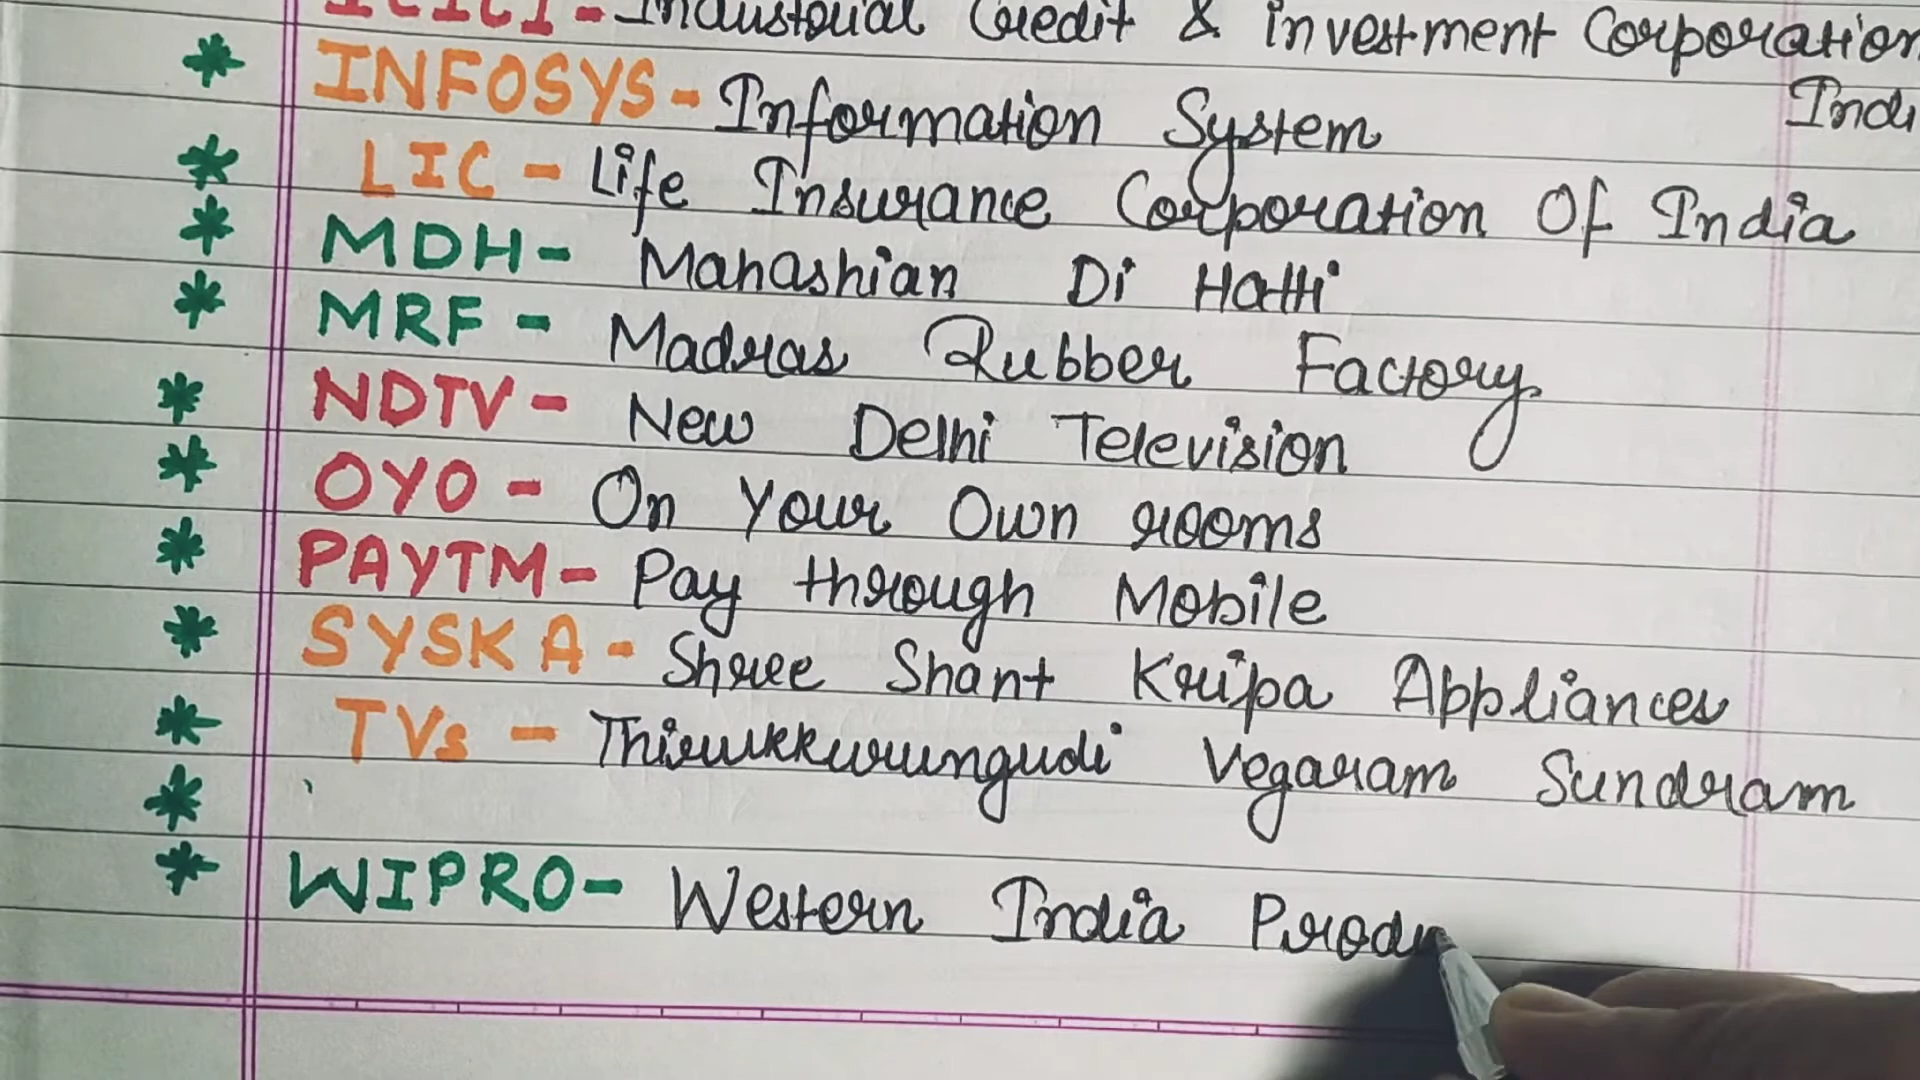 ICICI - Industrial Credit & investment Corporation
Indi
* INFOSYS - Information System
* LIC - Life Insurance Corporation Of India
* MDH - Mahashian Di Hatti
* MRF - Madras Rubber Factory
* NDTV - New Delhi Television
* OYO - On Your Own rooms
* PAYTM - Pay through Mobile
* SYSKA - Shree Shant Kripa Appliances
* TVs - Thirukkurungudi Vegaram Sundram
*
* WIPRO - Western India Produ